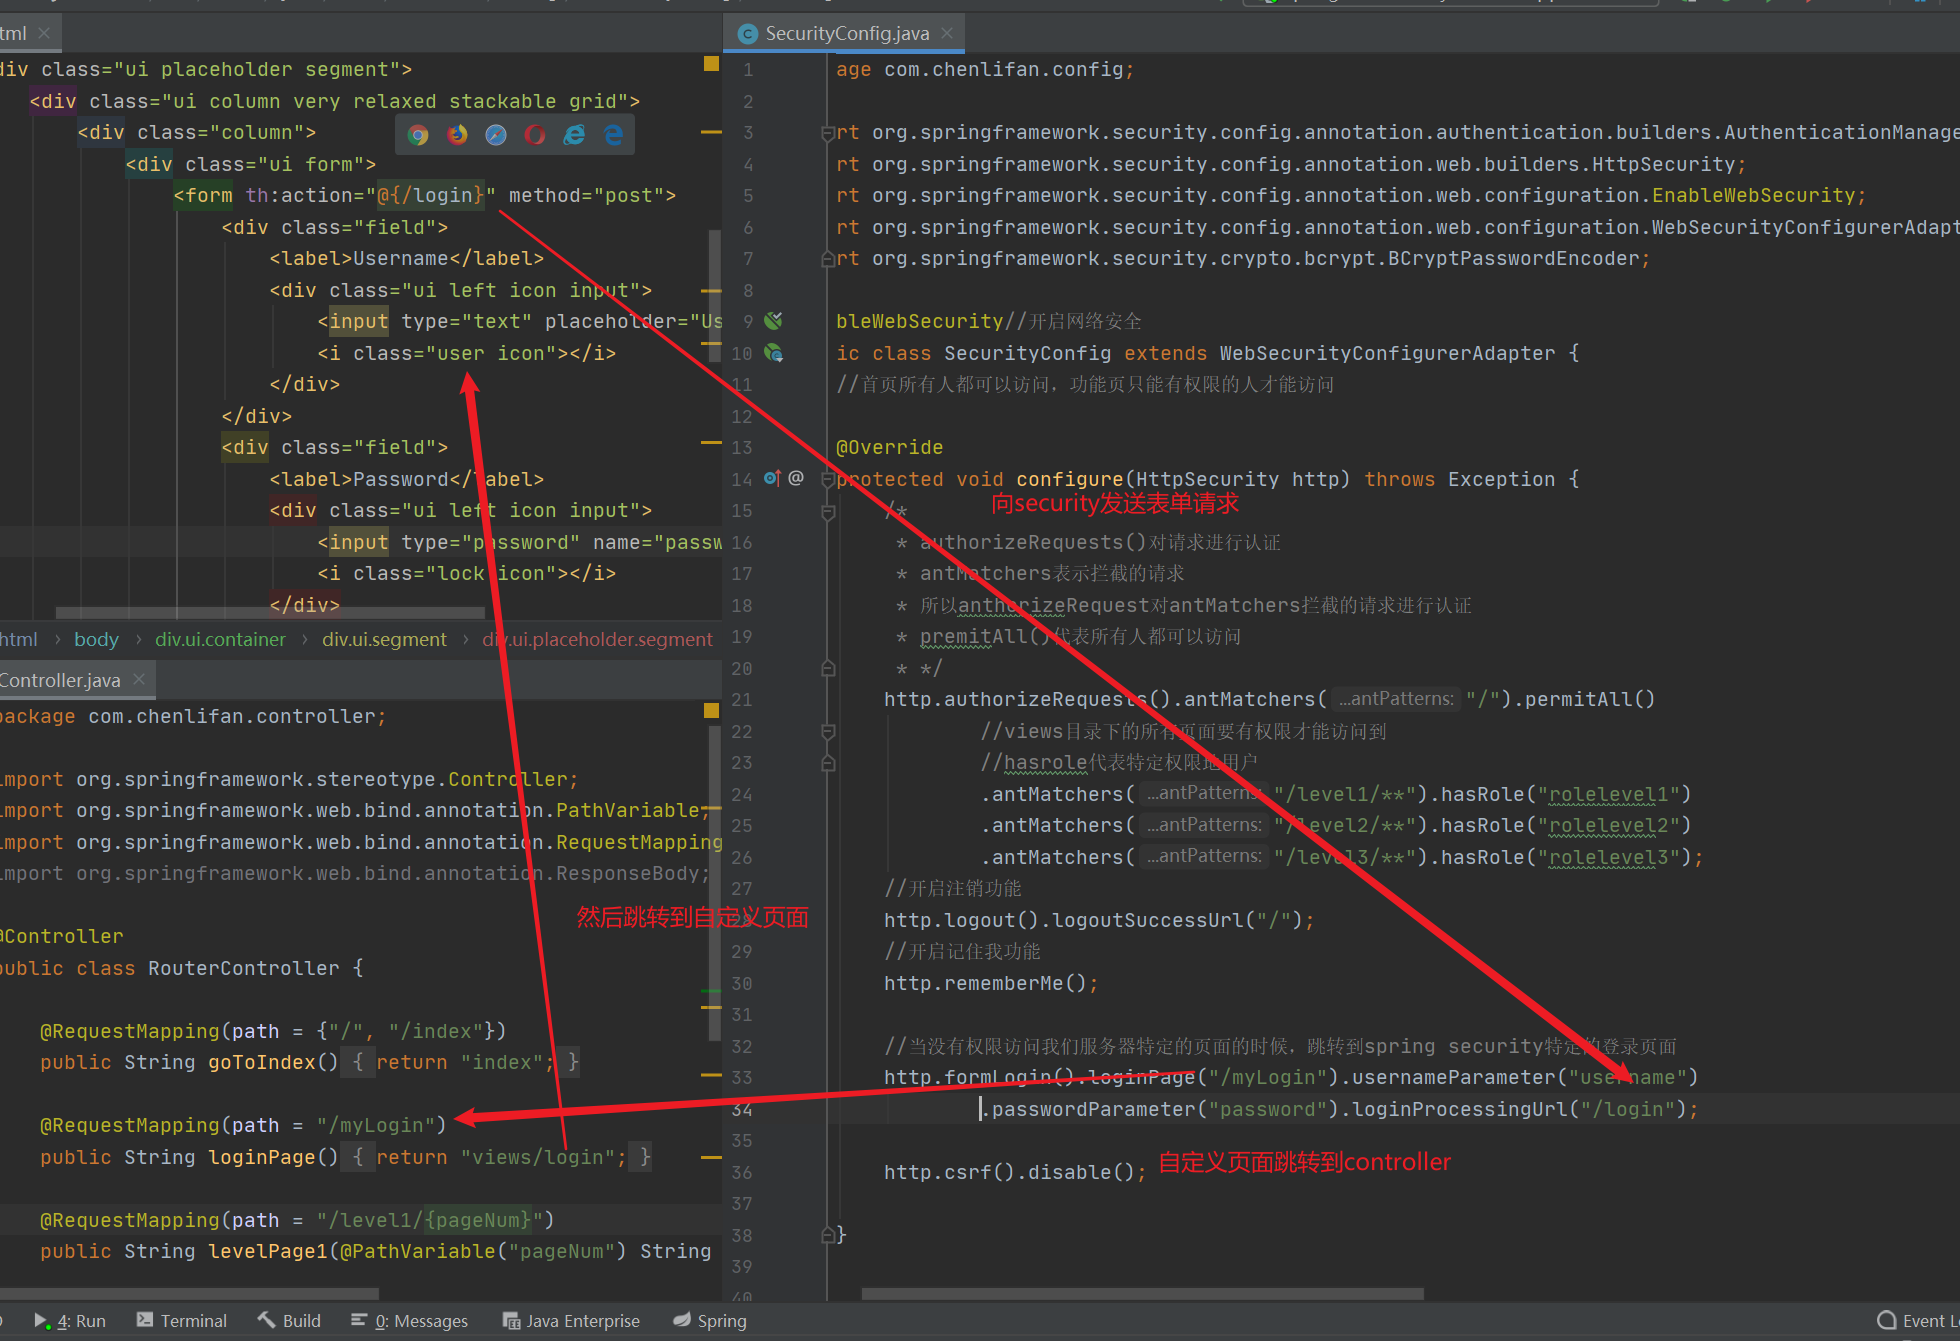 tml
div class="ui placeholder segment">
<div class="ui column very relaxed stackable grid">
<div class="column">
<div class="ui form">
<form th:action="@{/login}" method="post">
<div class="field">
<label>Username</label>
<div class="ui left icon input">
<input type="text" placeholder="Us
<i class="user icon"></i>
</div>
</div>
<div class="field">
<label>Password</label>
<div class="ui left icon input">
<input type="password" name="passw
<i class="lock icon"></i>
</div>
html › body › div.ui.container › div.ui.segment › div.ui.placeholder.segment
Controller.java
package com.chenlifan.controller;
import org.springframework.stereotype.Controller;
import org.springframework.web.bind.annotation.PathVariable;
import org.springframework.web.bind.annotation.RequestMapping
import org.springframework.web.bind.annotation.ResponseBody;
@Controller
public class RouterController {
@RequestMapping(path = {"/", "/index"})
public String goToIndex() { return "index"; }
@RequestMapping(path = "/myLogin")
public String loginPage() { return "views/login"; }
@RequestMapping(path = "/level1/{pageNum}")
public String levelPage1(@PathVariable("pageNum") String
然后跳转到自定义页面
SecurityConfig.java
1 age com.chenlifan.config;
2
3 rt org.springframework.security.config.annotation.authentication.builders.AuthenticationManage
4 rt org.springframework.security.config.annotation.web.builders.HttpSecurity;
5 rt org.springframework.security.config.annotation.web.configuration.EnableWebSecurity;
6 rt org.springframework.security.config.annotation.web.configuration.WebSecurityConfigurerAdapt
7 rt org.springframework.security.crypto.bcrypt.BCryptPasswordEncoder;
8
9 bleWebSecurity//开启网络安全
10 ic class SecurityConfig extends WebSecurityConfigurerAdapter {
11 //首页所有人都可以访问，功能页只能有权限的人才能访问
12
13 @Override
14 protected void configure(HttpSecurity http) throws Exception {
向security发送表单请求
15 /*
16 * authorizeRequests()对请求进行认证
17 * antMatchers表示拦截的请求
18 * 所以anthorizeRequest对antMatchers拦截的请求进行认证
19 * premitAll()代表所有人都可以访问
20 * */
21 http.authorizeRequests().antMatchers( ...antPatterns: "/").permitAll()
22 //views目录下的所有页面要有权限才能访问到
23 //hasrole代表特定权限地用户
24 .antMatchers( ...antPatterns: "/level1/**").hasRole("rolelevel1")
25 .antMatchers( ...antPatterns: "/level2/**").hasRole("rolelevel2")
26 .antMatchers( ...antPatterns: "/level3/**").hasRole("rolelevel3");
27 //开启注销功能
28 http.logout().logoutSuccessUrl("/");
29 //开启记住我功能
30 http.rememberMe();
31
32 //当没有权限访问我们服务器特定的页面的时候，跳转到spring security特定的登录页面
33 http.formLogin().loginPage("/myLogin").usernameParameter("username")
34 .passwordParameter("password").loginProcessingUrl("/login");
35
36 http.csrf().disable();
自定义页面跳转到controller
37
38 }
39
40
4: Run Terminal Build 0: Messages Java Enterprise Spring Event L